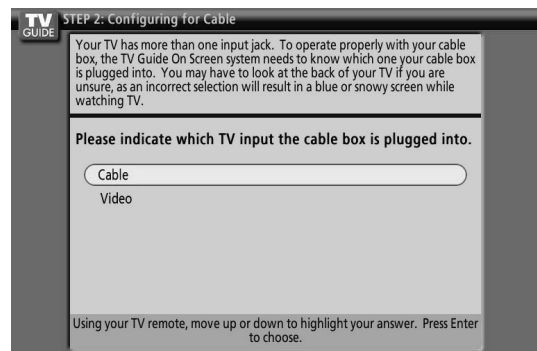 TV
GUIDE
STEP 2: Configuring for Cable
Your TV has more than one input jack. To operate properly with your cable
box, the TV Guide On Screen system needs to know which one your cable box
is plugged into. You may have to look at the back of your TV if you are
unsure, as an incorrect selection will result in a blue or snowy screen while
watching TV.
Please indicate which TV input the cable box is plugged into.
Cable
Video
Using your TV remote, move up or down to highlight your answer. Press Enter
to choose.